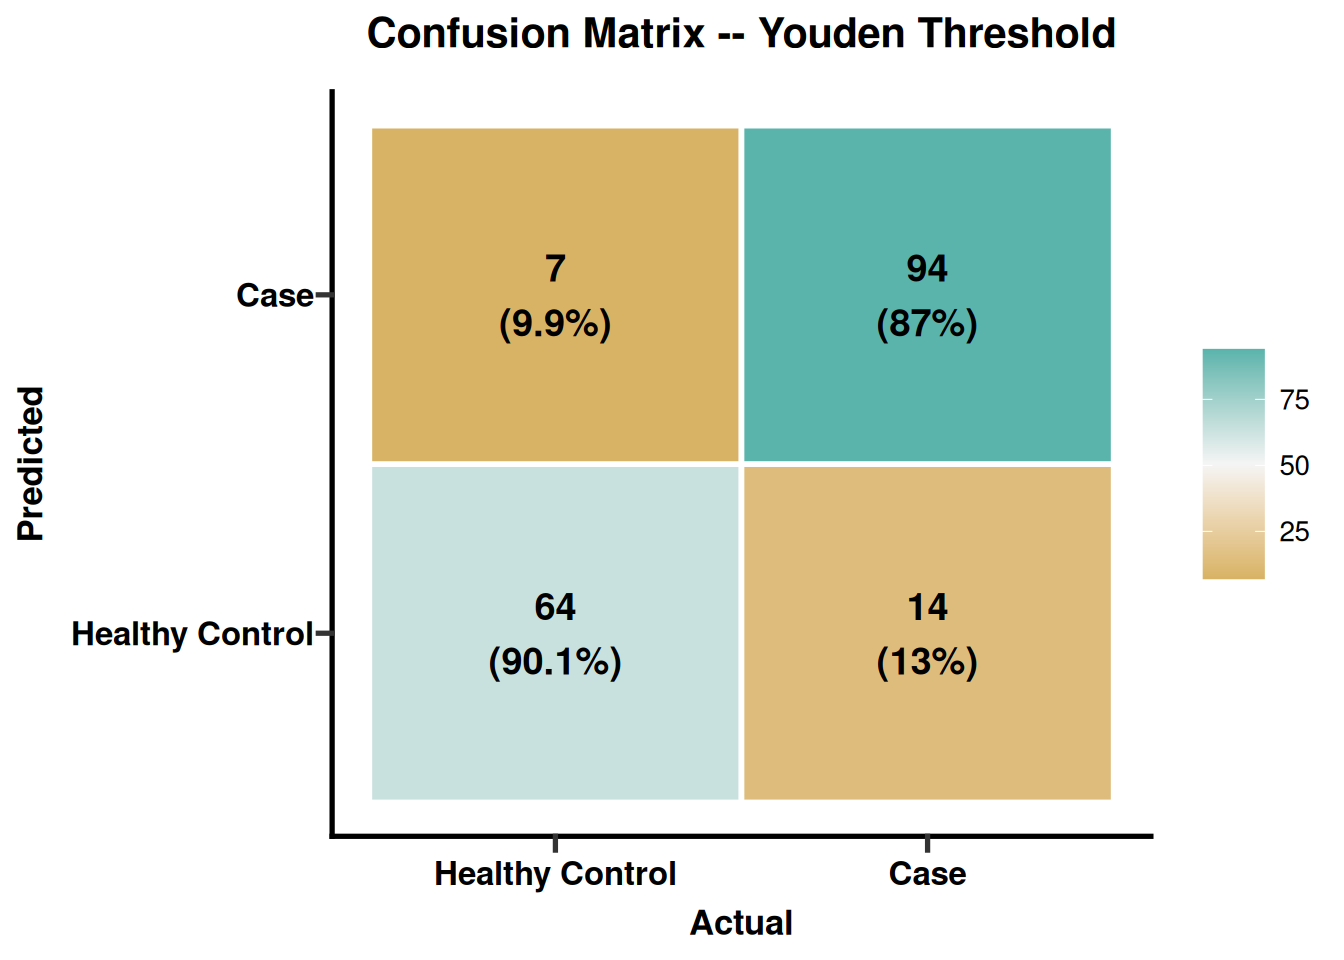 Confusion Matrix -- Youden Threshold
Predicted
Case
Healthy Control
7
(9.9%)
94
(87%)
64
(90.1%)
14
(13%)
Healthy Control
Case
Actual
75
50
25